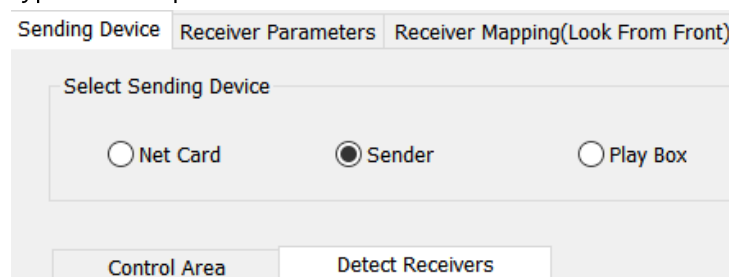 Sending Device Receiver Parameters Receiver Mapping(Look From Front)
Select Sending Device
Net Card Sender Play Box
Control Area Detect Receivers